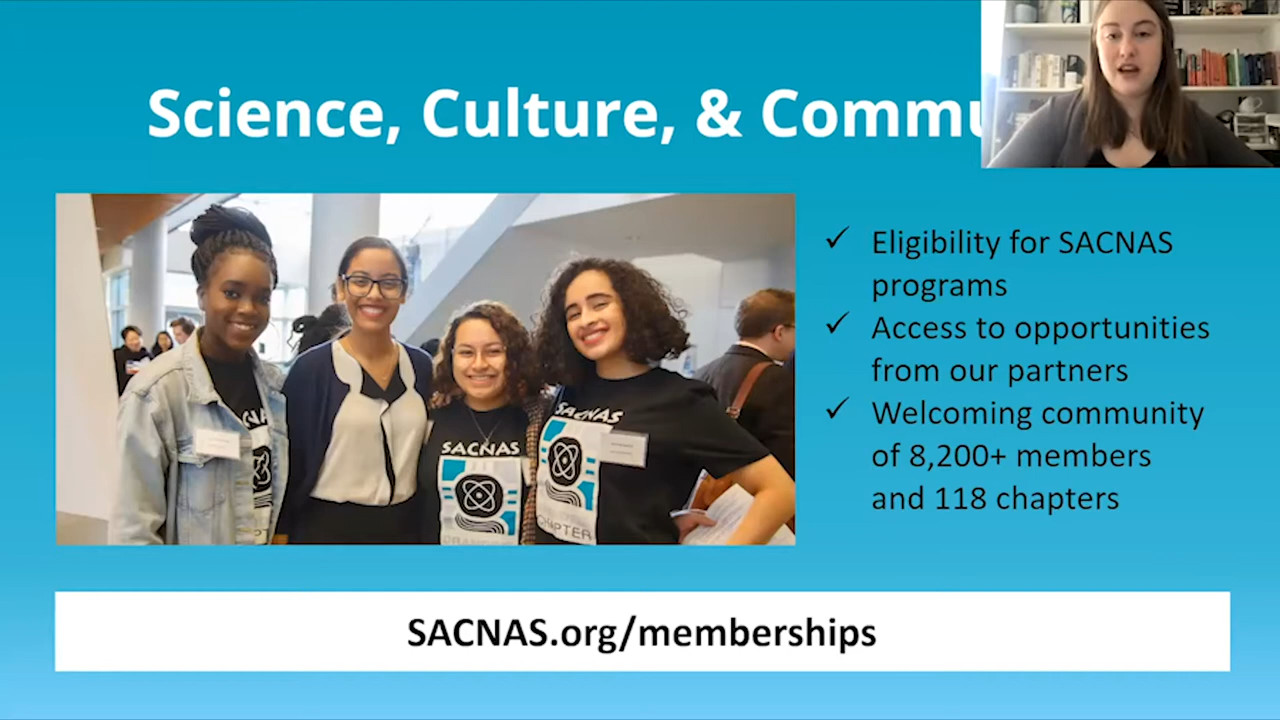 Science, Culture, & Commu
✓ Eligibility for SACNAS
programs
✓ Access to opportunities
from our partners
✓ Welcoming community
of 8,200+ members
and 118 chapters
SACNAS
SACNAS
CHAPTER
SACNAS.org/memberships